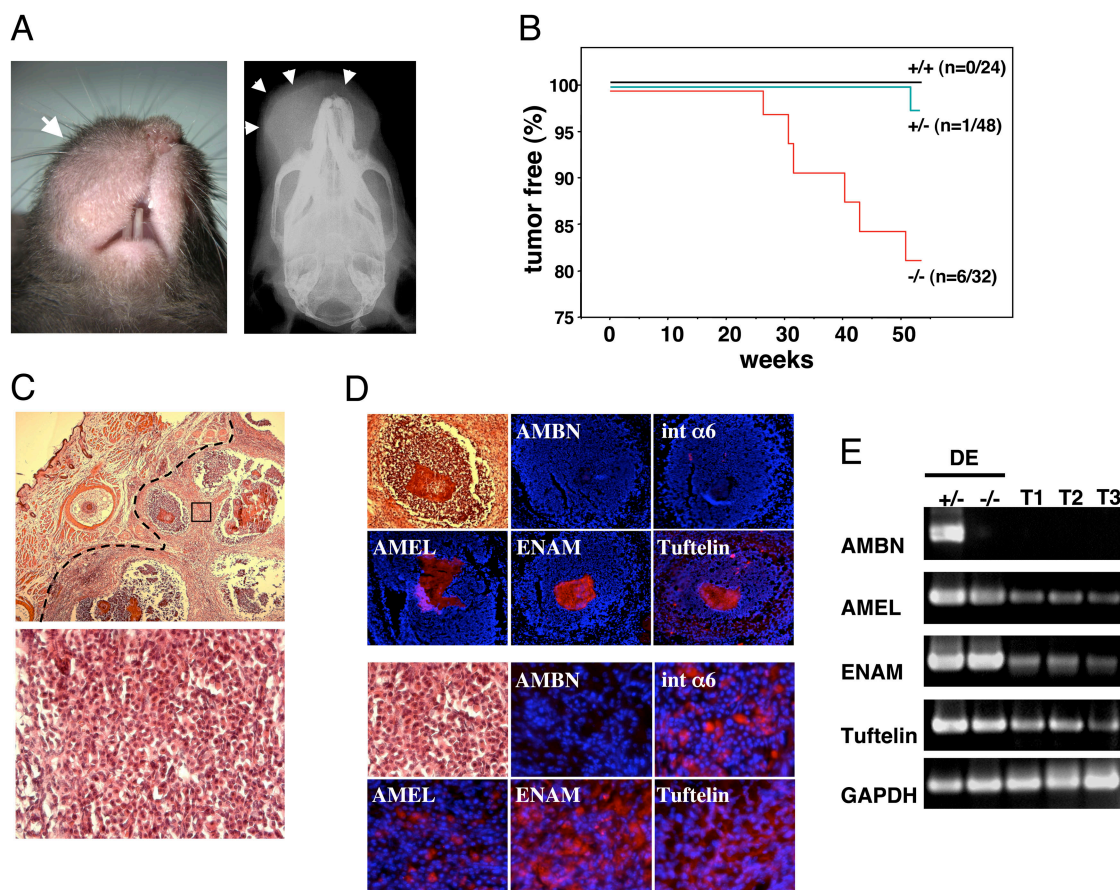 A
B
+/+ (n=0/24)
+/- (n=1/48)
-/- (n=6/32)
tumor free (%)
100
95
90
85
80
75
0 10 20 30 40 50
weeks
C
D
AMBN
int α6
AMEL
ENAM
Tuftelin
AMBN
int α6
AMEL
ENAM
Tuftelin
E
DE
+/- -/- T1 T2 T3
AMBN
AMEL
ENAM
Tuftelin
GAPDH